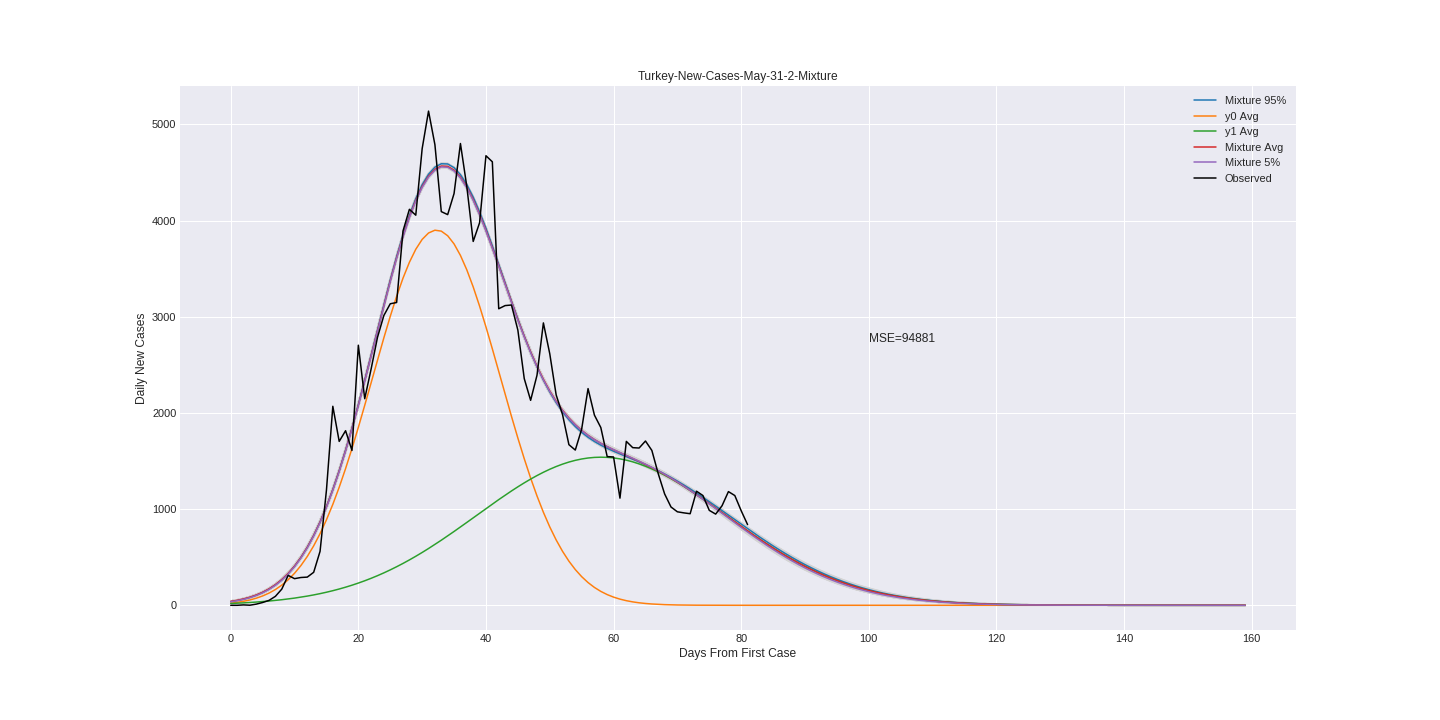 Turkey-New-Cases-May-31-2-Mixture
Mixture 95%
y0 Avg
y1 Avg
Mixture Avg
Mixture 5%
Observed
5000
4000
3000
2000
1000
0
Daily New Cases
MSE=94881
0 20 40 60 80 100 120 140 160
Days From First Case